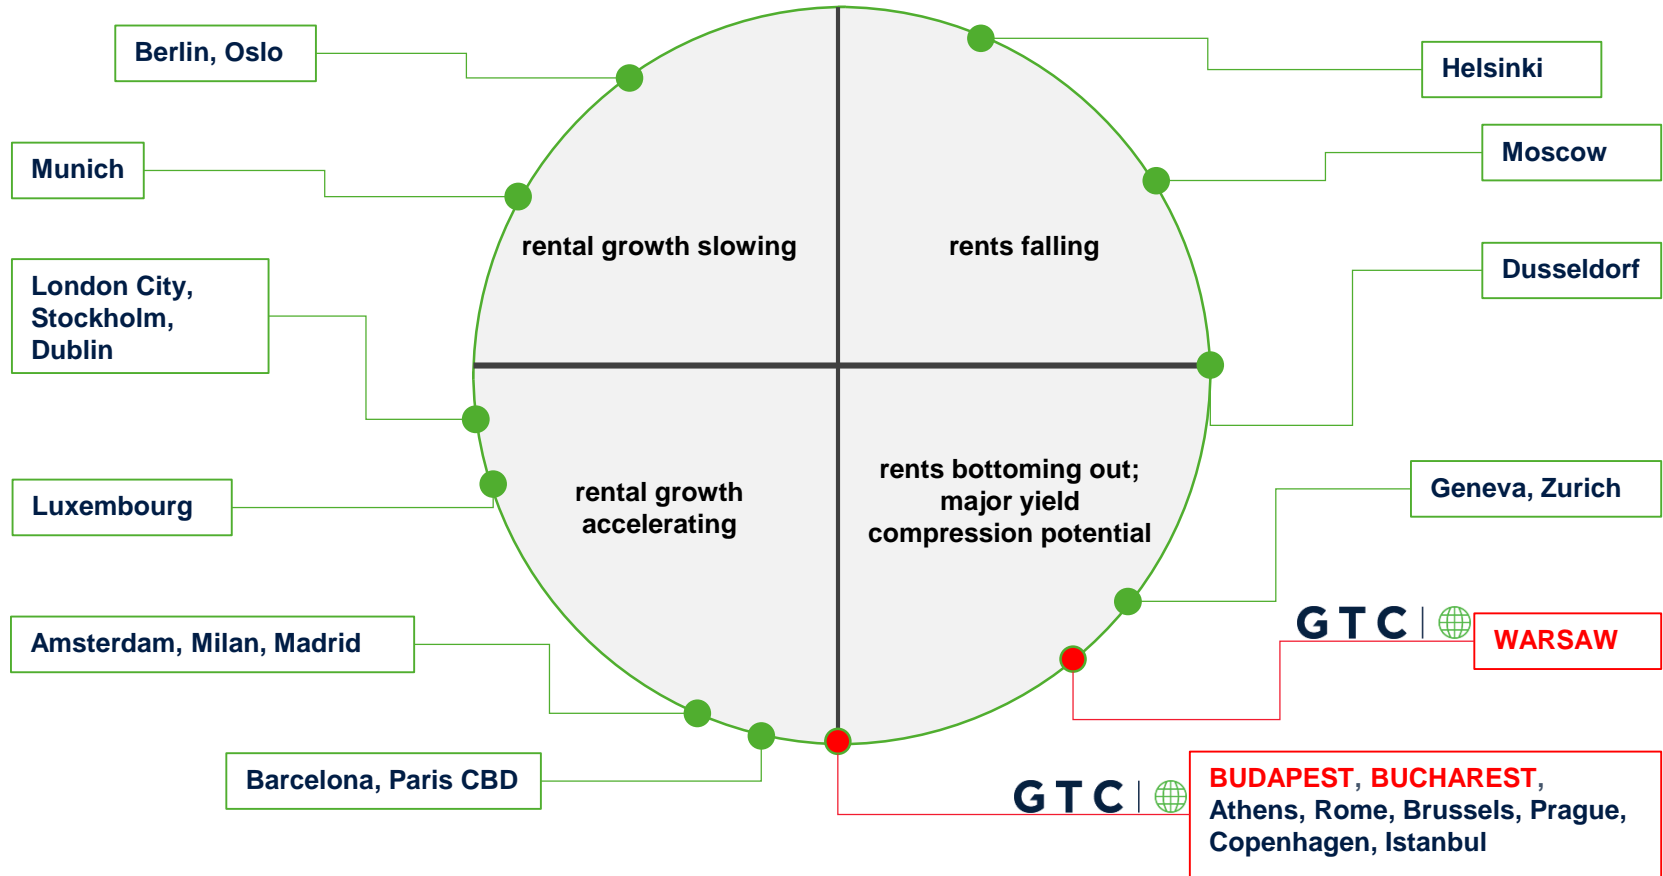 Berlin, Oslo
Helsinki
Munich
Moscow
rental growth slowing
rents falling
London City,
Stockholm,
Dublin
Dusseldorf
Luxembourg
rental growth
accelerating
rents bottoming out;
major yield
compression potential
Geneva, Zurich
Amsterdam, Milan, Madrid
GTC
WARSAW
Barcelona, Paris CBD
GTC
BUDAPEST, BUCHAREST,
Athens, Rome, Brussels, Prague,
Copenhagen, Istanbul